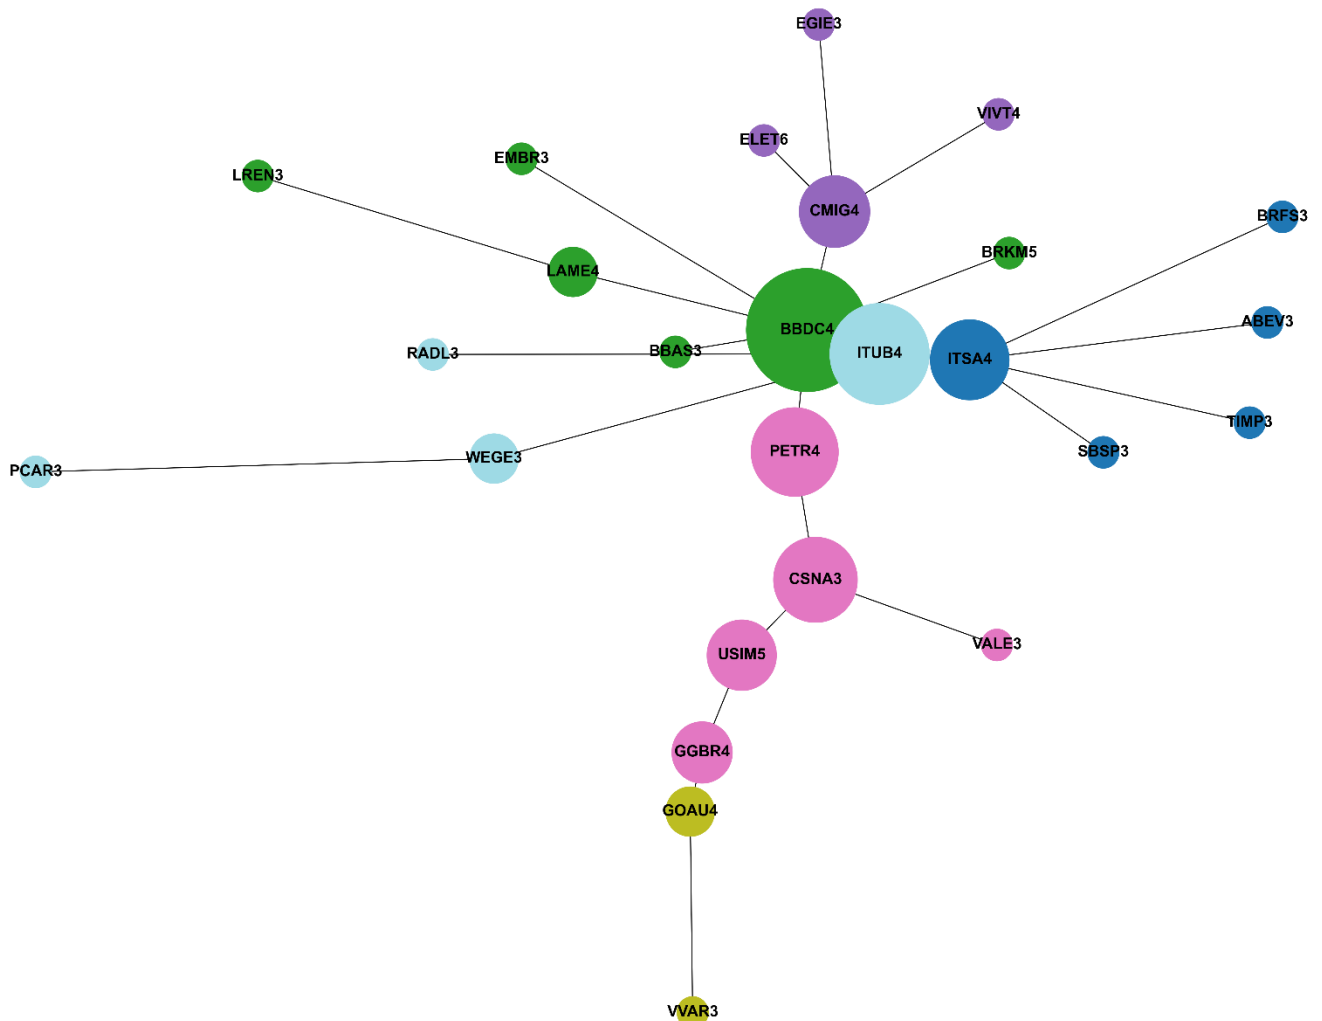 EGIE3
VIVT4
ELET6
EMBR3
LREN3
CMIG4
BRFS3
BRKM5
LAME4
ABEV3
BBDC4
RADL3
BBAS3
ITUB4
ITSA4
TIMP3
PETR4
SBSP3
WEGE3
PCAR3
CSNA3
VALE3
USIM5
GGBR4
GOAU4
VVAR3